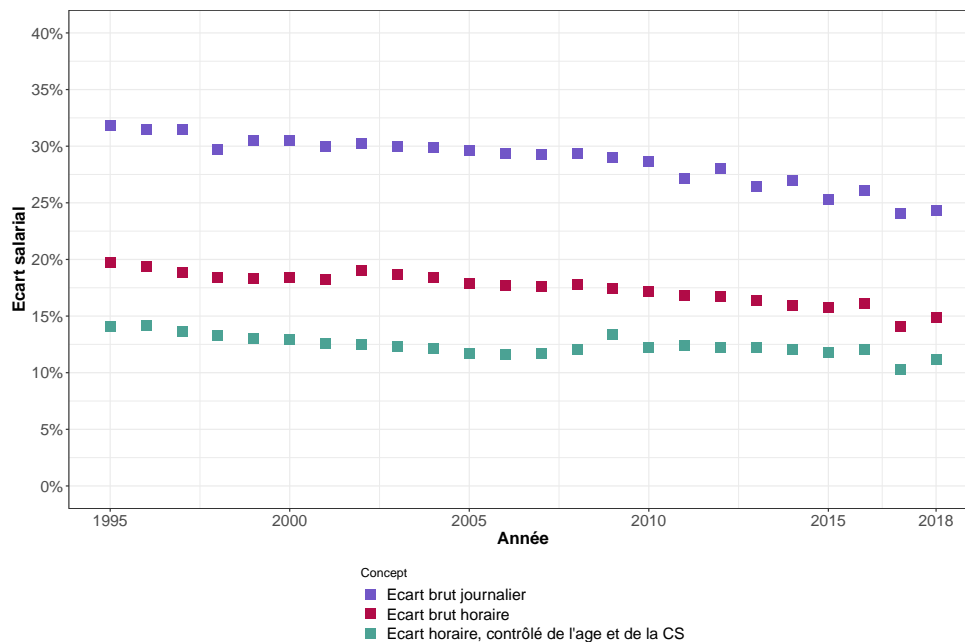 40%
35%
30%
25%
20%
15%
10%
5%
0%
Ecart salarial
1995 2000 2005 2010 2015 2018
Année
Concept
Ecart brut journalier
Ecart brut horaire
Ecart horaire, contrôlé de l'age et de la CS